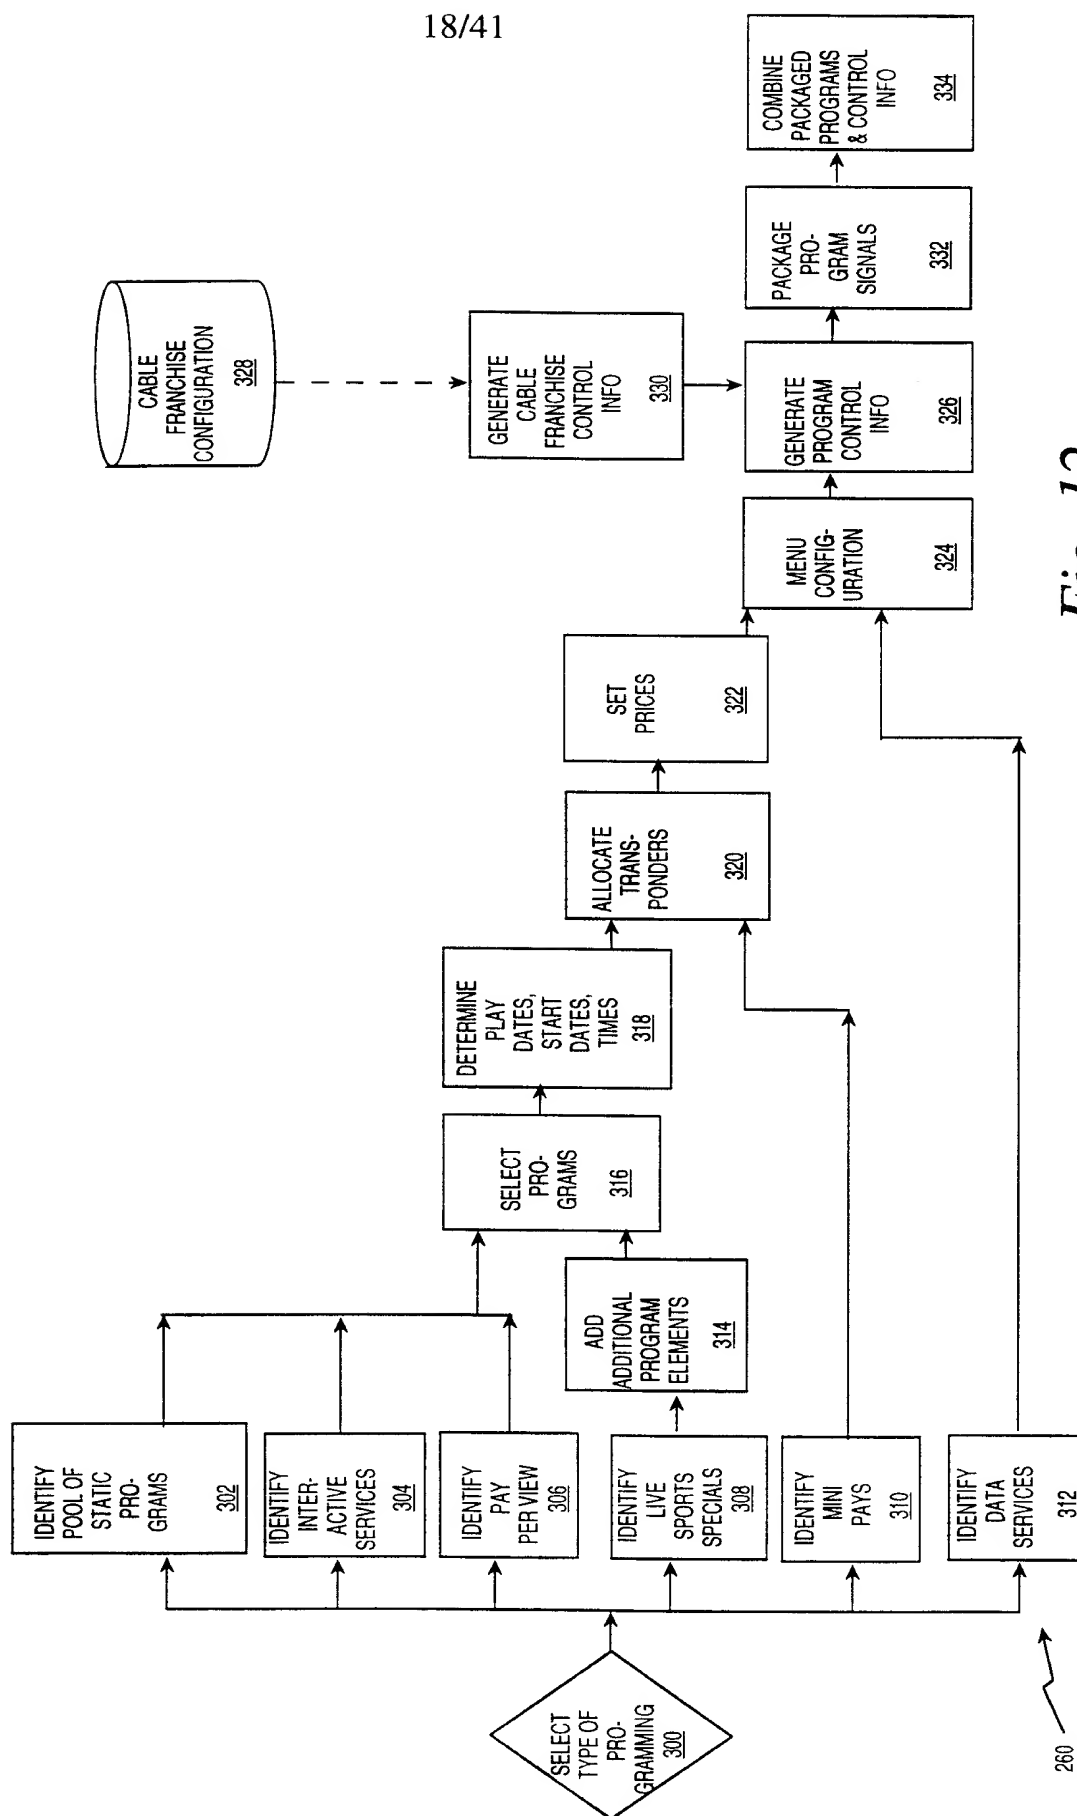 18/41
SELECT
TYPE OF
PRO-
GRAMMING
300
IDENTIFY
POOL OF
STATIC
PRO-
GRAMS
302
IDENTIFY
INTER-
ACTIVE
SERVICES
304
IDENTIFY
PAY
PER VIEW
306
IDENTIFY
LIVE
SPORTS
SPECIALS
308
IDENTIFY
MINI
PAYS
310
IDENTIFY
DATA
SERVICES
312
ADD
ADDITIONAL
PROGRAM
ELEMENTS
314
SELECT
PRO-
GRAMS
316
DETERMINE
PLAY
DATES,
START
DATES,
TIMES
318
ALLOCATE
TRANS-
PONDERS
320
SET
PRICES
322
MENU
CONFIG-
URATION
324
CABLE
FRANCHISE
CONFIGURATION
328
GENERATE
CABLE
FRANCHISE
CONTROL
INFO
330
GENERATE
PROGRAM
CONTROL
INFO
326
PACKAGE
PRO-
GRAM
SIGNALS
332
COMBINE
PACKAGED
PROGRAMS
& CONTROL
INFO
334
260